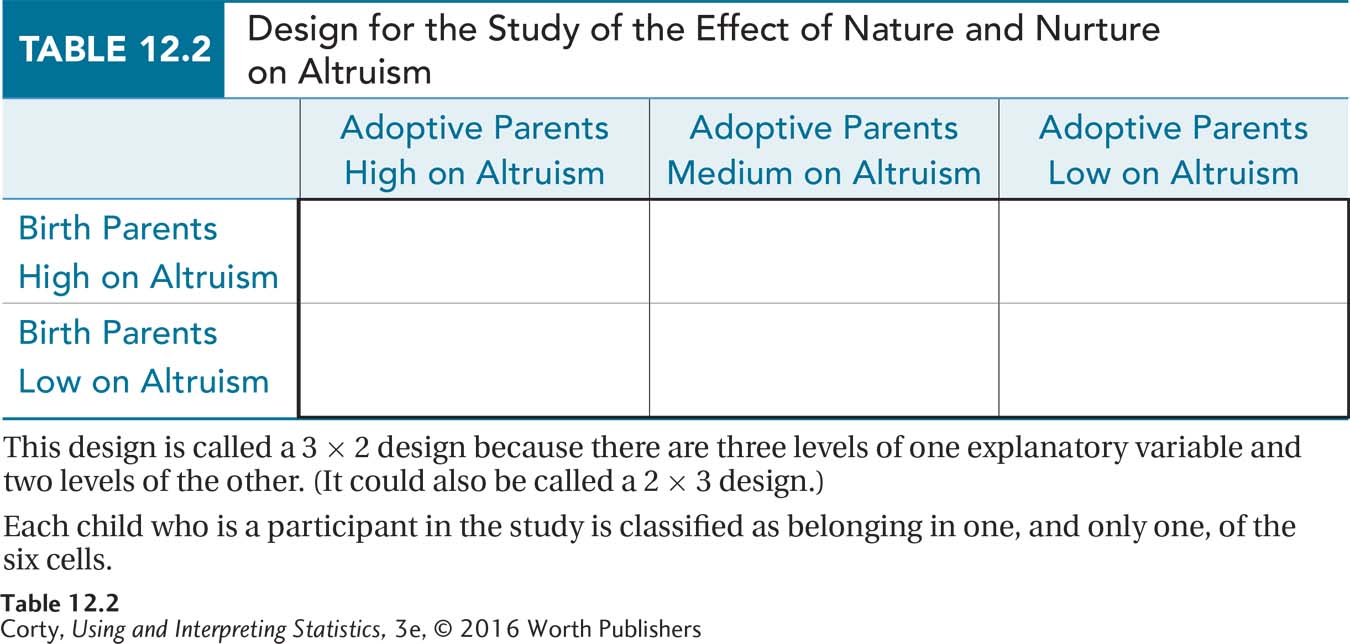 TABLE 12.2
Design for the Study of the Effect of Nature and Nurture
on Altruism
Adoptive Parents
High on Altruism
Adoptive Parents
Medium on Altruism
Adoptive Parents
Low on Altruism
Birth Parents
High on Altruism
Birth Parents
Low on Altruism
This design is called a 3 × 2 design because there are three levels of one explanatory variable and
two levels of the other. (It could also be called a 2 × 3 design.)
Each child who is a participant in the study is classified as belonging in one, and only one, of the
six cells.
Table 12.2
Corty, Using and Interpreting Statistics, 3e, © 2016 Worth Publishers